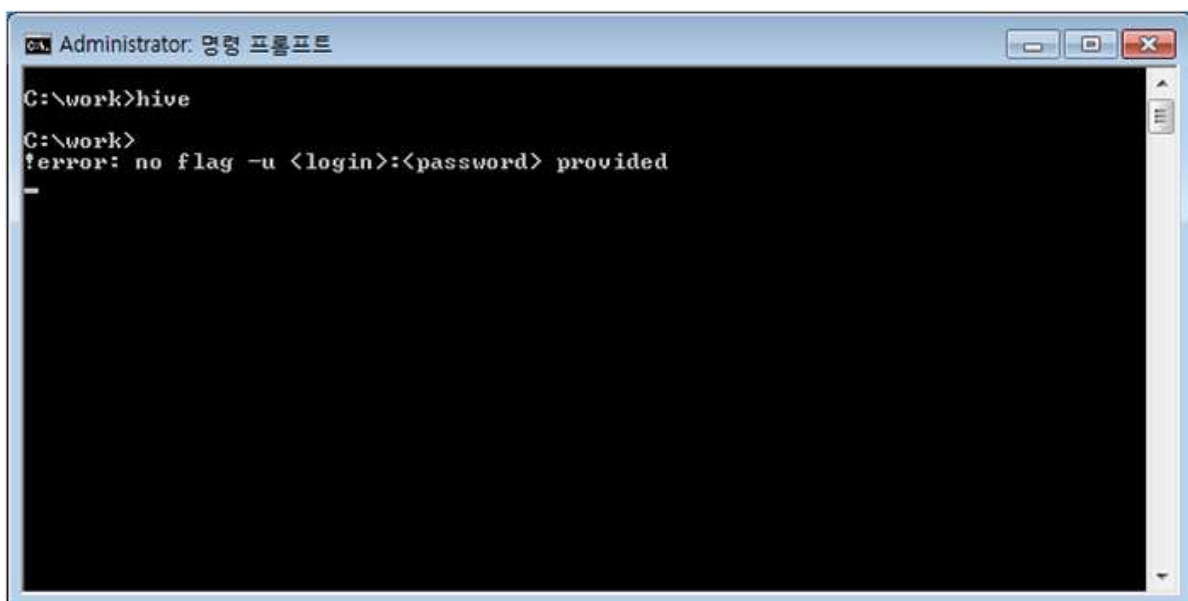 Administrator: 명령 프롬프트
C:\work>hive
C:\work>
!error: no flag -u <login>:<password> provided